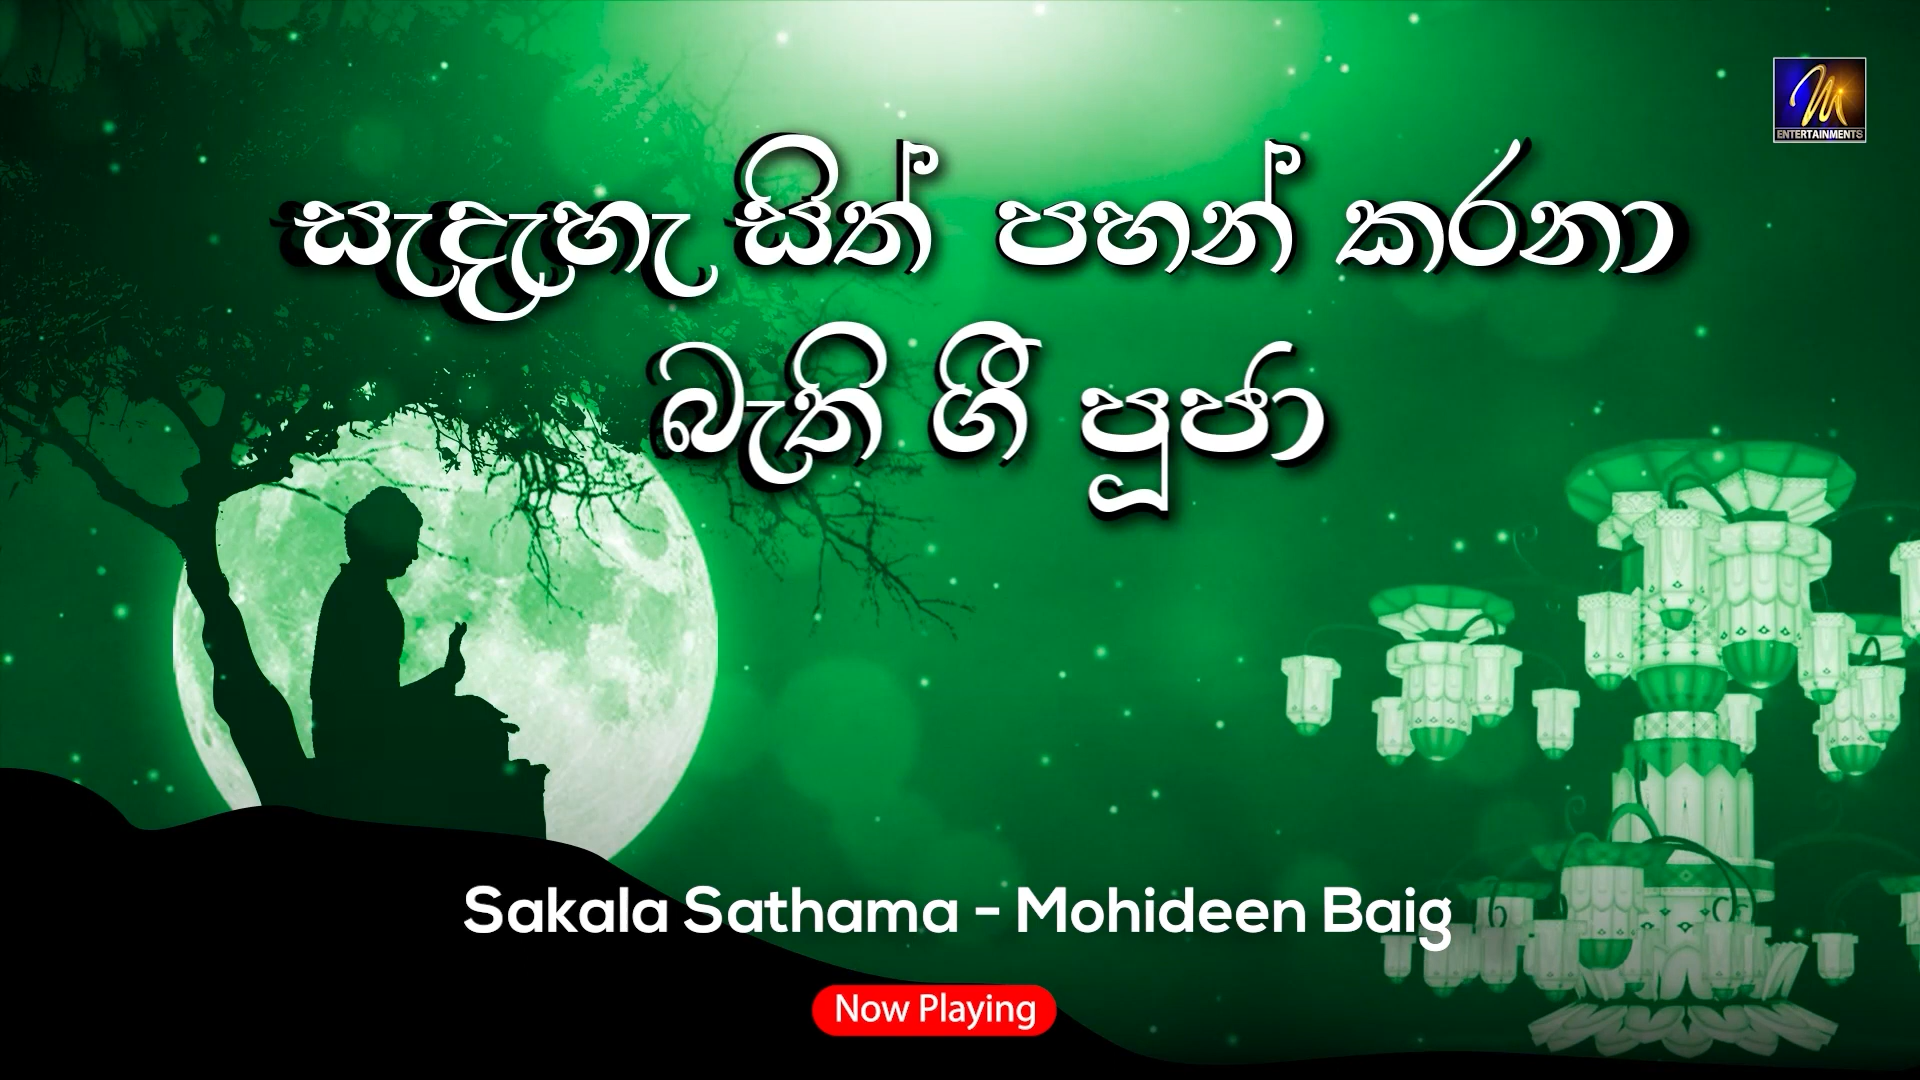 M
ENTERTAINMENTS
සැදැහැ සිත් පහන් කරනා
බැති ගී පූජා
Sakala Sathama - Mohideen Baig
Now Playing